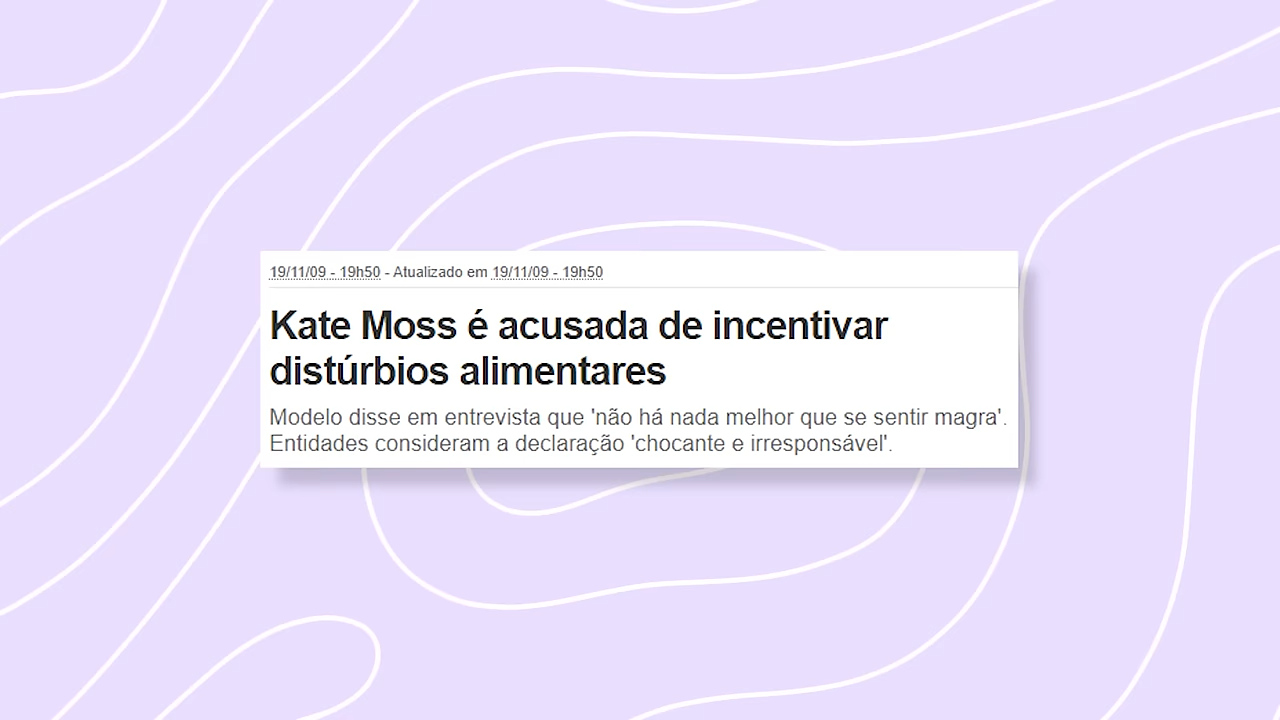 19/11/09 - 19h50 - Atualizado em 19/11/09 - 19h50
Kate Moss é acusada de incentivar
distúrbios alimentares
Modelo disse em entrevista que 'não há nada melhor que se sentir magra'.
Entidades consideram a declaração 'chocante e irresponsável'.